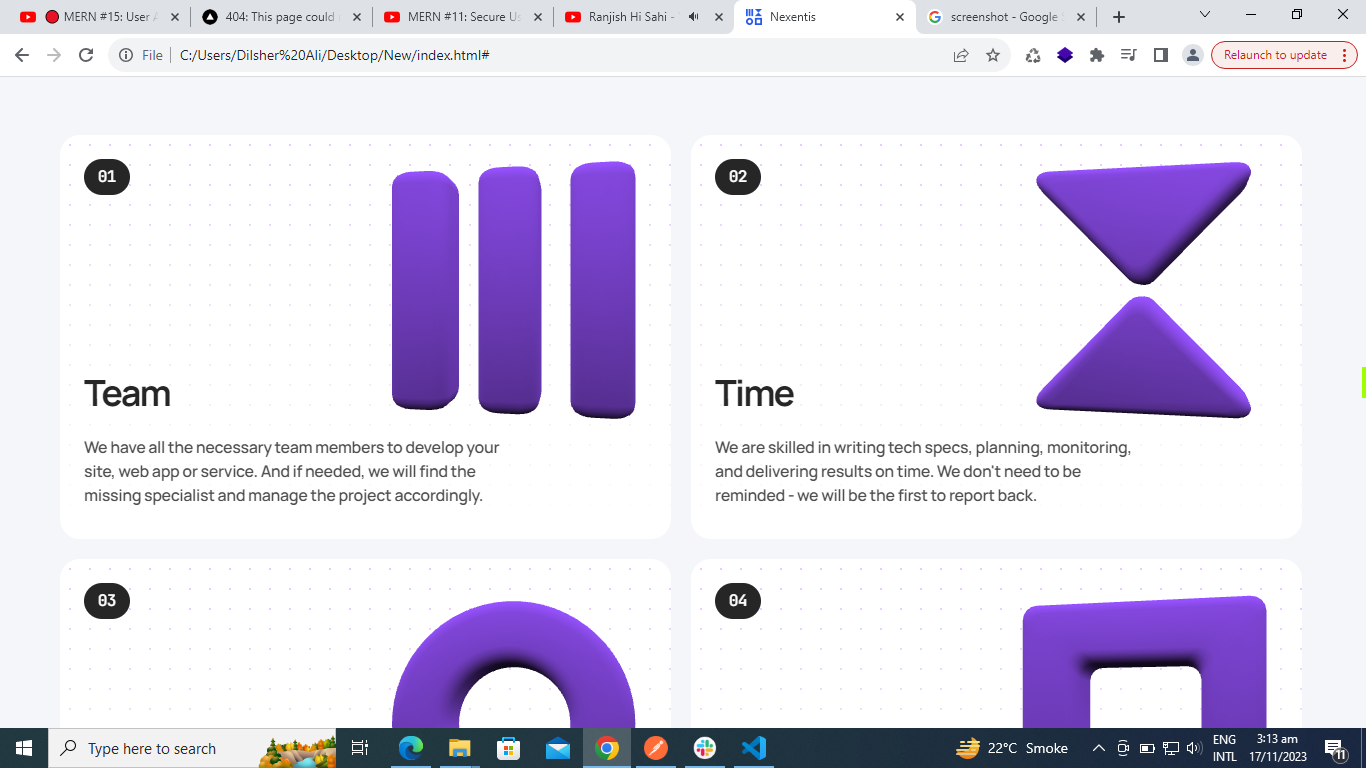 MERN #15: User A
404: This page could
MERN #11: Secure Us
Ranjish Hi Sahi -
Nexentis
screenshot - Google
File
C:/Users/Dilsher%20Ali/Desktop/New/index.html#
Relaunch to update
01
02
Team
We have all the necessary team members to develop your
site, web app or service. And if needed, we will find the
missing specialist and manage the project accordingly.
Time
We are skilled in writing tech specs, planning, monitoring,
and delivering results on time. We don't need to be
reminded - we will be the first to report back.
03
04
Type here to search
22°C Smoke
ENG
INTL
3:13 am
17/11/2023
11